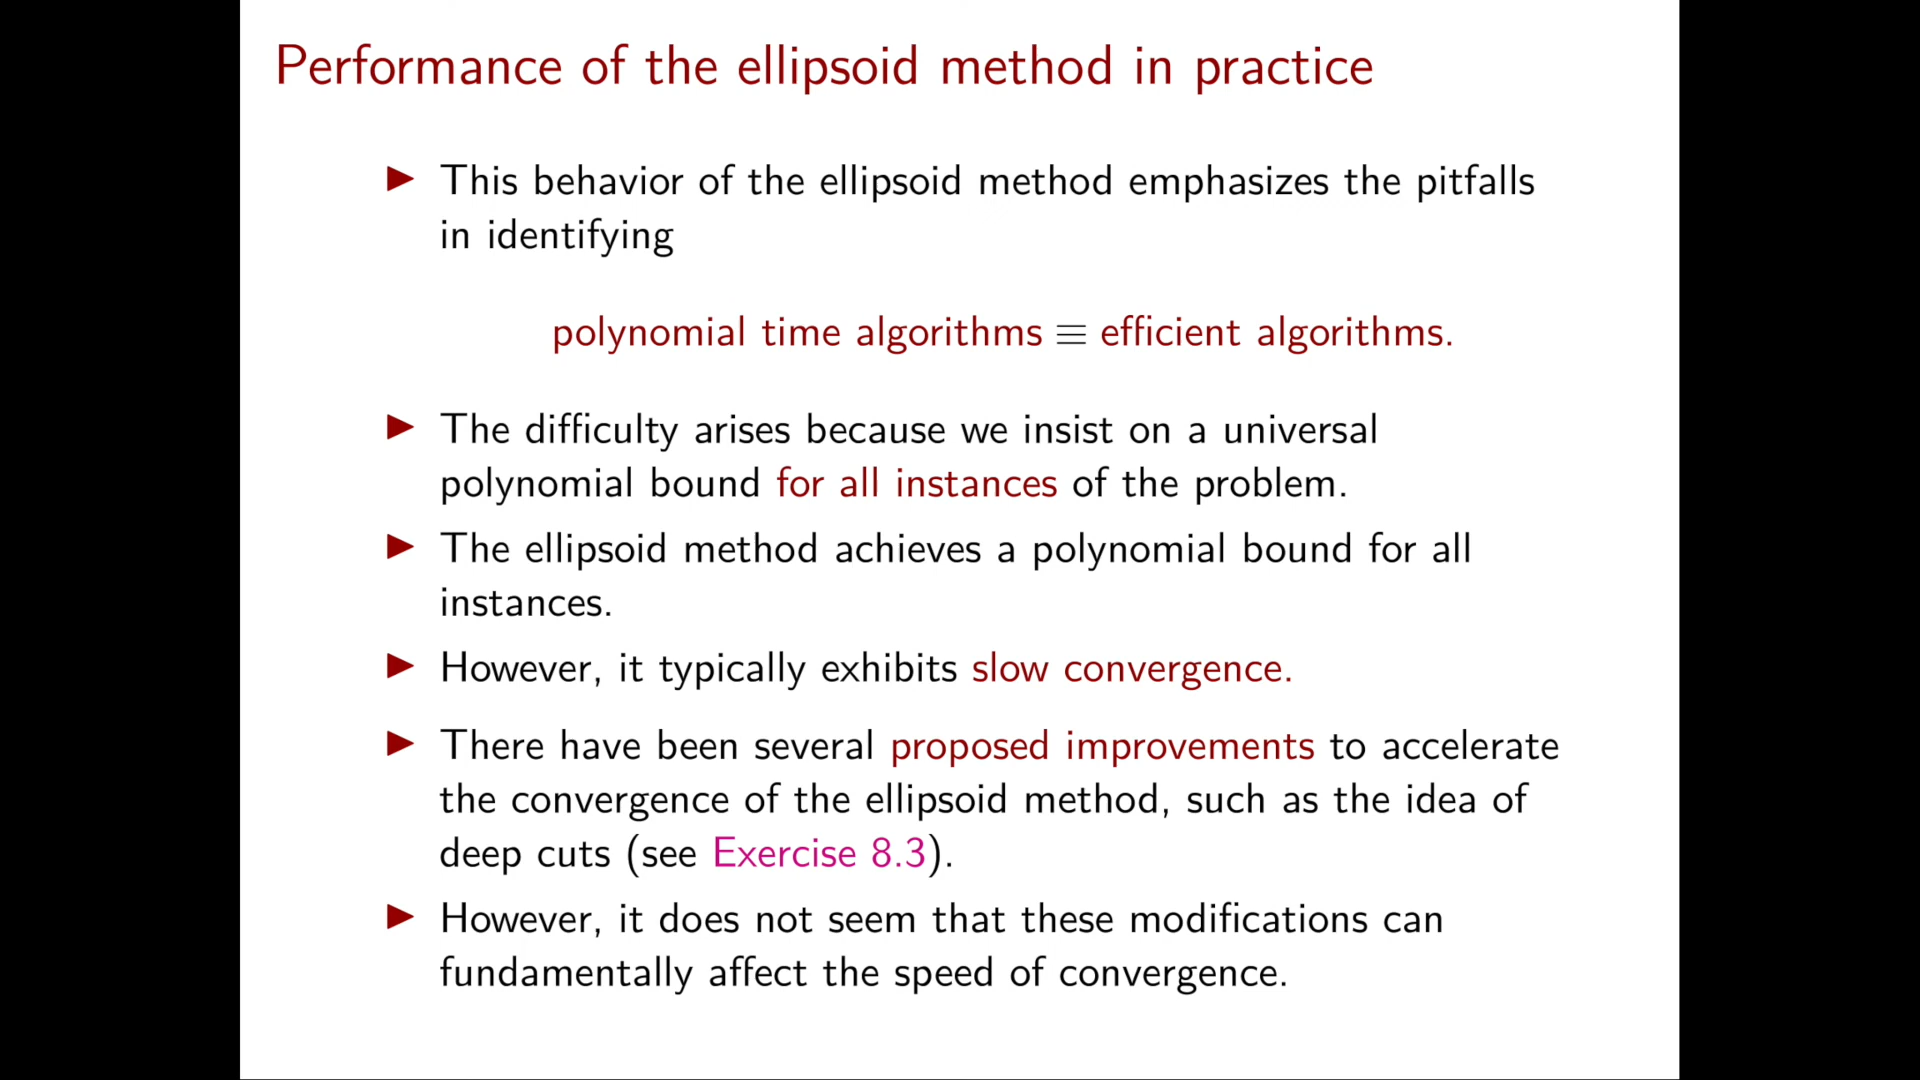 Performance of the ellipsoid method in practice
▶ This behavior of the ellipsoid method emphasizes the pitfalls
in identifying
polynomial time algorithms ≡ efficient algorithms.
▶ The difficulty arises because we insist on a universal
polynomial bound for all instances of the problem.
▶ The ellipsoid method achieves a polynomial bound for all
instances.
▶ However, it typically exhibits slow convergence.
▶ There have been several proposed improvements to accelerate
the convergence of the ellipsoid method, such as the idea of
deep cuts (see Exercise 8.3).
▶ However, it does not seem that these modifications can
fundamentally affect the speed of convergence.